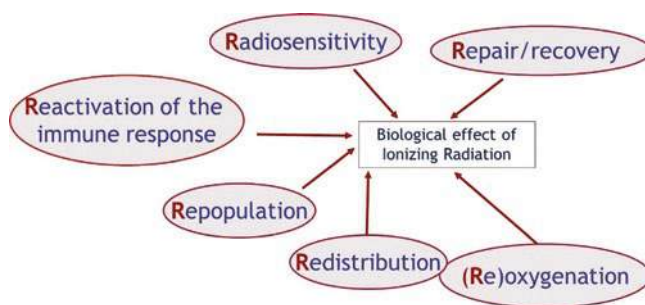 Radiosensitivity
Repair/recovery
Reactivation of the
immune response
Biological effect of
Ionizing Radiation
Repopulation
Redistribution
(Re)oxygenation